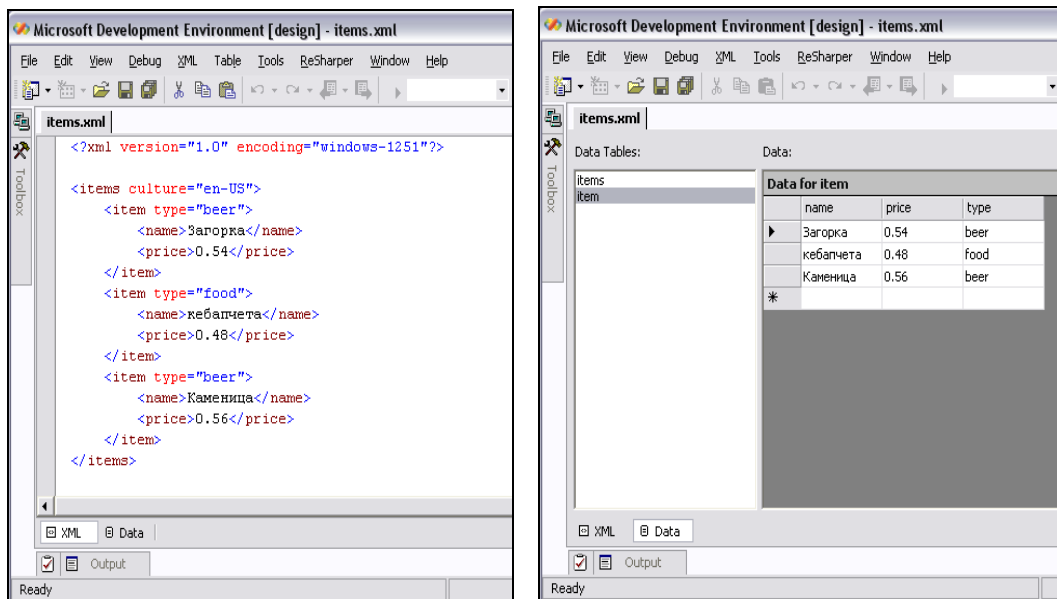 Microsoft Development Environment [design] - items.xml
File Edit View Debug XML Table Tools ReSharper Window Help
items.xml
Toolbox
<?xml version="1.0" encoding="windows-1251"?>
<items culture="en-US">
<item type="beer">
<name>Загорка</name>
<price>0.54</price>
</item>
<item type="food">
<name>кебапчета</name>
<price>0.48</price>
</item>
<item type="beer">
<name>Каменица</name>
<price>0.56</price>
</item>
</items>
XML Data
Output
Ready
Microsoft Development Environment [design] - items.xml
File Edit View Debug XML Tools ReSharper Window Help
items.xml
Toolbox
Data Tables: Data:
items
item
Data for item
name price type
Загорка 0.54 beer
кебапчета 0.48 food
Каменица 0.56 beer
XML Data
Output
Ready